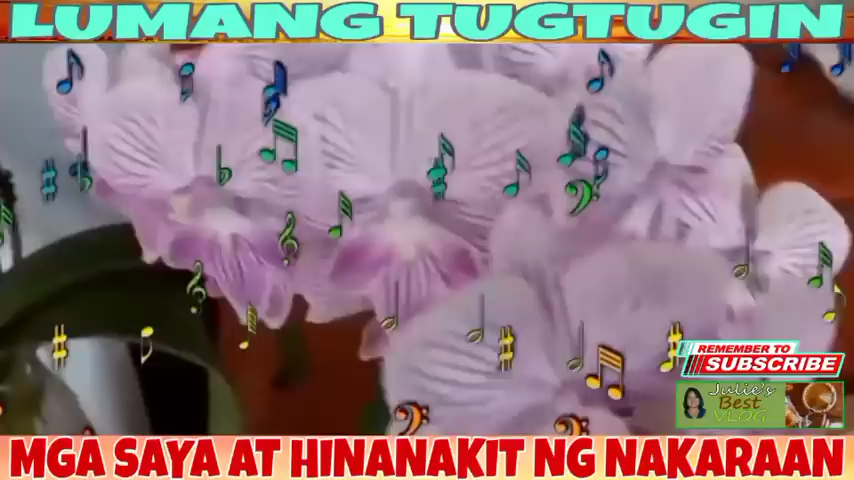 LUMANG TUGTUGIN
REMEMBER TO
SUBSCRIBE
Julie's
Best
VLOG
MGA SAYA AT HINANAKIT NG NAKARAAN